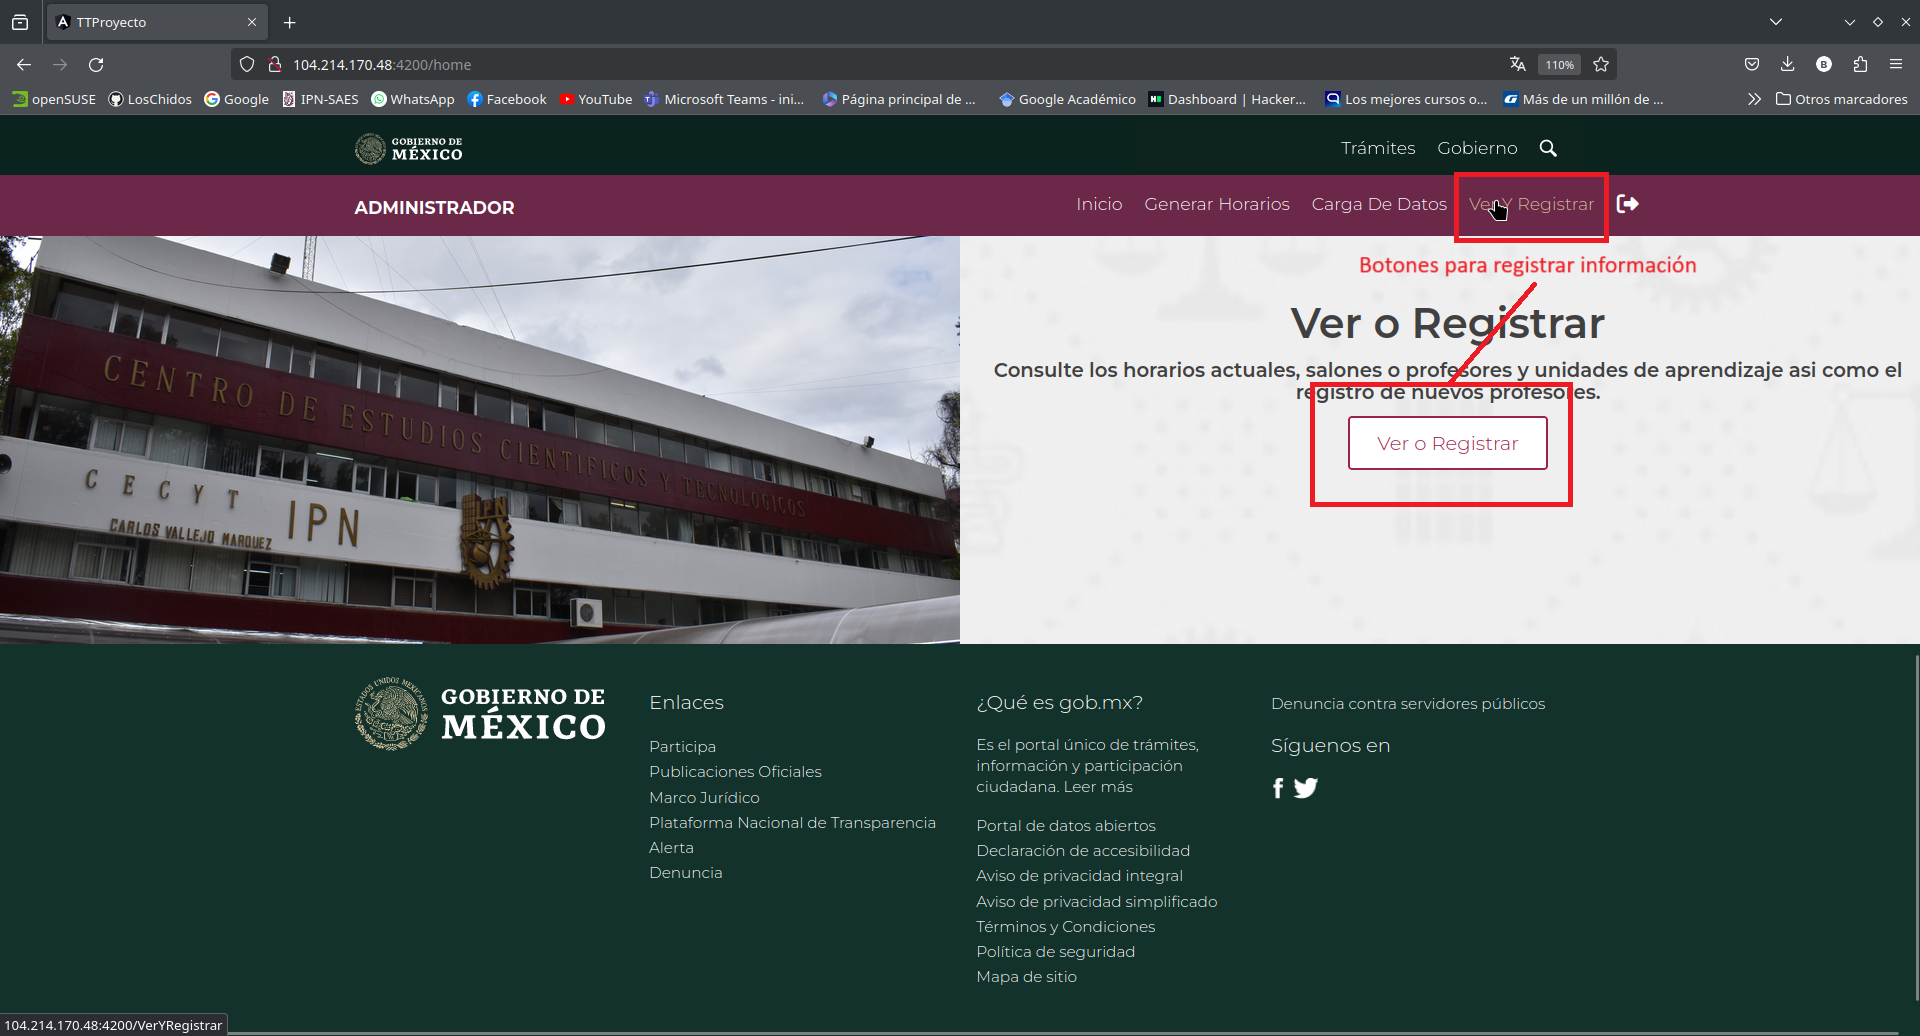 TTProyecto
104.214.170.48:4200/home
110%
openSUSE
LosChidos
Google
IPN-SAES
WhatsApp
Facebook
YouTube
Microsoft Teams - ini...
Página principal de ...
Google Académico
Dashboard | Hacker...
Los mejores cursos o...
Más de un millón de ...
Otros marcadores
GOBIERNO DE
MÉXICO
Trámites
Gobierno
ADMINISTRADOR
Inicio
Generar Horarios
Carga De Datos
Ver Y Registrar
CENTRO DE ESTUDIOS CIENTIFICOS Y TECNOLOGICOS
CECYT IPN
CARLOS VALLEJO MARQUEZ
IPN
Botones para registrar información
Ver o Registrar
Consulte los horarios actuales, salones o profesores y unidades de aprendizaje asi como el
registro de nuevos profesores.
Ver o Registrar
ESTADOS UNIDOS MEXICANOS
GOBIERNO DE
MÉXICO
Enlaces
Participa
Publicaciones Oficiales
Marco Jurídico
Plataforma Nacional de Transparencia
Alerta
Denuncia
¿Qué es gob.mx?
Es el portal único de trámites,
información y participación
ciudadana. Leer más
Portal de datos abiertos
Declaración de accesibilidad
Aviso de privacidad integral
Aviso de privacidad simplificado
Términos y Condiciones
Política de seguridad
Mapa de sitio
Denuncia contra servidores públicos
Síguenos en
104.214.170.48:4200/VerYRegistrar